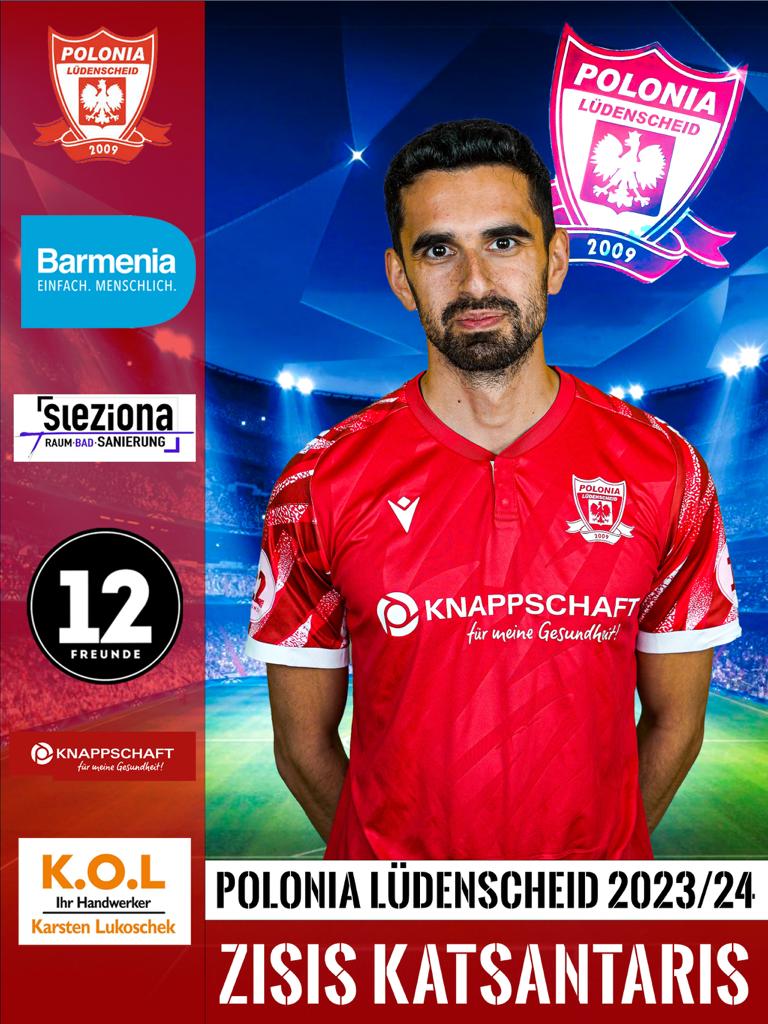 POLONIA
LÜDENSCHEID
2009
Barmenia
EINFACH. MENSCHLICH.
sleziona
RAUM·BAD·SANIERUNG
12
FREUNDE
KNAPPSCHAFT
für meine Gesundheit!
K.O.L
Ihr Handwerker
Karsten Lukoschek
POLONIA
LÜDENSCHEID
2009
POLONIA
LÜDENSCHEID
2009
KNAPPSCHAFT
für meine Gesundheit!
POLONIA LÜDENSCHEID 2023/24
ZISIS KATSANTARIS